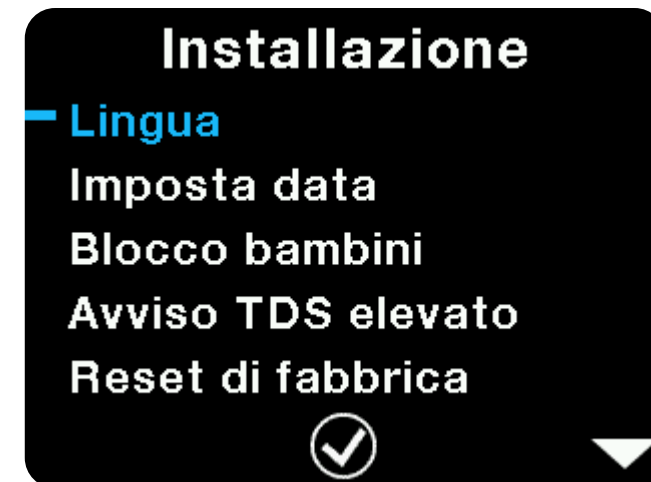 Installazione
Lingua
Imposta data
Blocco bambini
Avviso TDS elevato
Reset di fabbrica